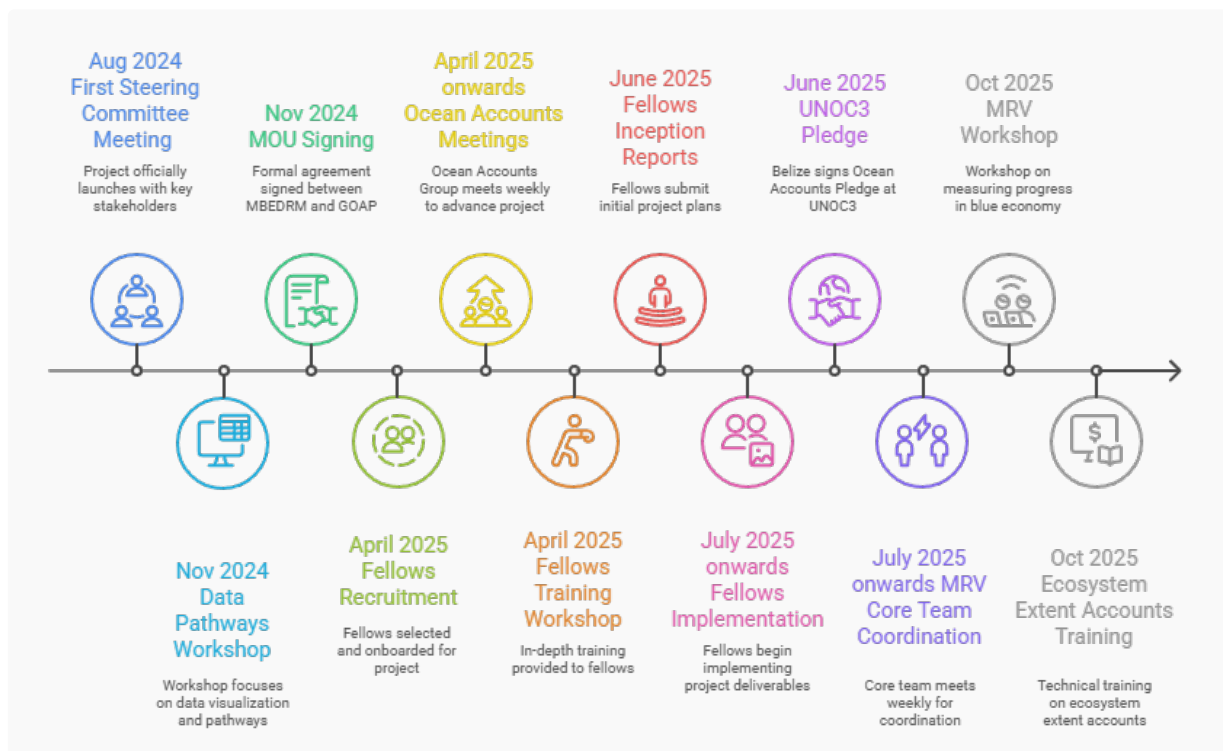 Aug 2024
First Steering
Committee
Meeting
Project officially
launches with key
stakeholders
Nov 2024
MOU Signing
Formal agreement
signed between
MBEDRM and GOAP
April 2025
onwards
Ocean Accounts
Meetings
Ocean Accounts
Group meets weekly
to advance project
June 2025
Fellows
Inception
Reports
Fellows submit
initial project plans
June 2025
UNOC3
Pledge
Belize signs Ocean
Accounts Pledge at
UNOC3
Oct 2025
MRV
Workshop
Workshop on
measuring progress
in blue economy
$
Nov 2024
Data
Pathways
Workshop
Workshop focuses
on data visualization
and pathways
April 2025
Fellows
Recruitment
Fellows selected
and onboarded for
project
April 2025
Fellows
Training
Workshop
In-depth training
provided to fellows
July 2025
onwards
Fellows
Implementation
Fellows begin
implementing
project deliverables
July 2025
onwards MRV
Core Team
Coordination
Core team meets
weekly for
coordination
Oct 2025
Ecosystem
Extent Accounts
Training
Technical training
on ecosystem
extent accounts